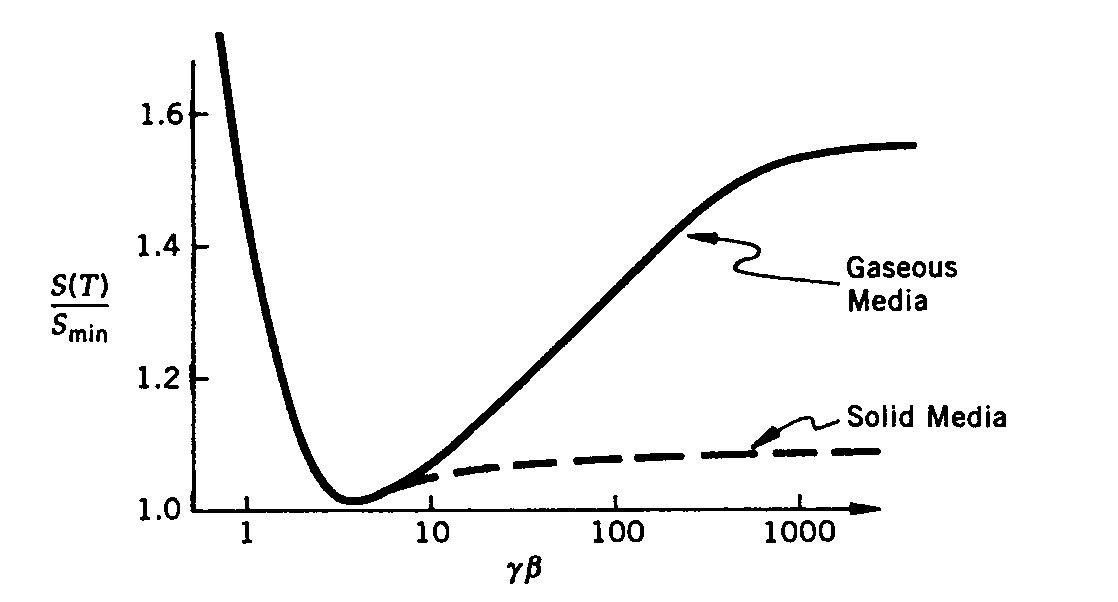 1.6
1.4
1.2
1.0
S(T)
S_min
Gaseous
Media
Solid Media
1 10 100 1000
γβ